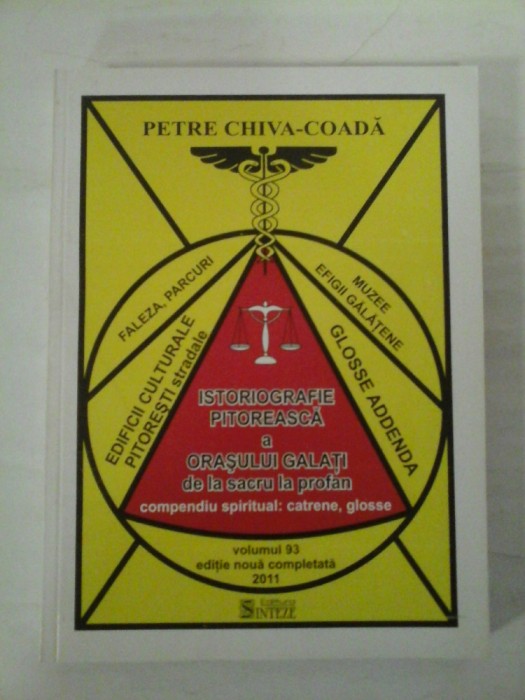 PETRE CHIVA-COADĂ
FALEZA, PARCURI
MUZEE
EFIGII GĂLĂȚENE
EDIFICII CULTURALE
PITOREȘTI stradale
GLOSSE ADDENDA
ISTORIOGRAFIE
PITOREASCĂ
a
ORAȘULUI GALAȚI
de la sacru la profan
compendiu spiritual: catrene, glosse
volumul 93
ediție nouă completată
2011
Editura
SINTEZE